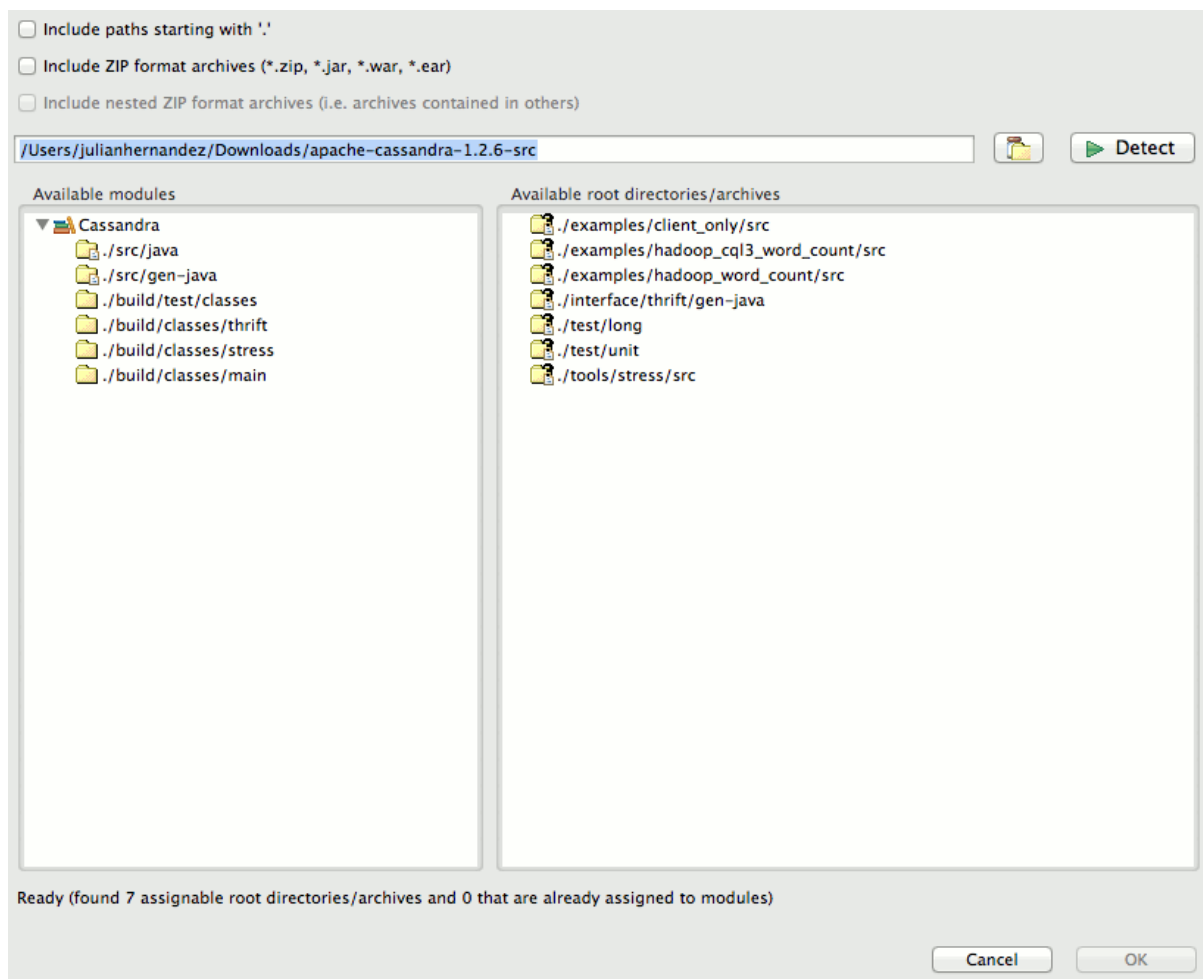 Include paths starting with '.'
Include ZIP format archives (*.zip, *.jar, *.war, *.ear)
Include nested ZIP format archives (i.e. archives contained in others)
/Users/julianhernandez/Downloads/apache-cassandra-1.2.6-src
Detect
Available modules
Cassandra
./src/java
./src/gen-java
./build/test/classes
./build/classes/thrift
./build/classes/stress
./build/classes/main
Available root directories/archives
./examples/client_only/src
./examples/hadoop_cql3_word_count/src
./examples/hadoop_word_count/src
./interface/thrift/gen-java
./test/long
./test/unit
./tools/stress/src
Ready (found 7 assignable root directories/archives and 0 that are already assigned to modules)
Cancel
OK